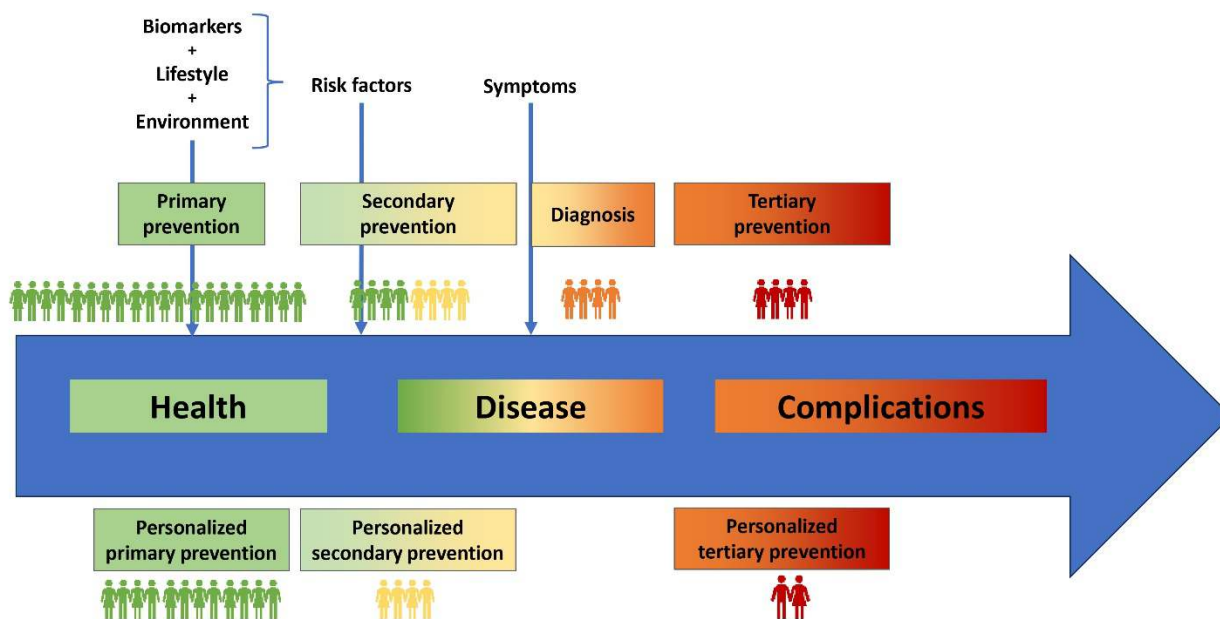 Biomarkers
+
Lifestyle
+
Environment
Risk factors
Symptoms
Primary
prevention
Secondary
prevention
Diagnosis
Tertiary
prevention
Health
Disease
Complications
Personalized
primary prevention
Personalized
secondary prevention
Personalized
tertiary prevention